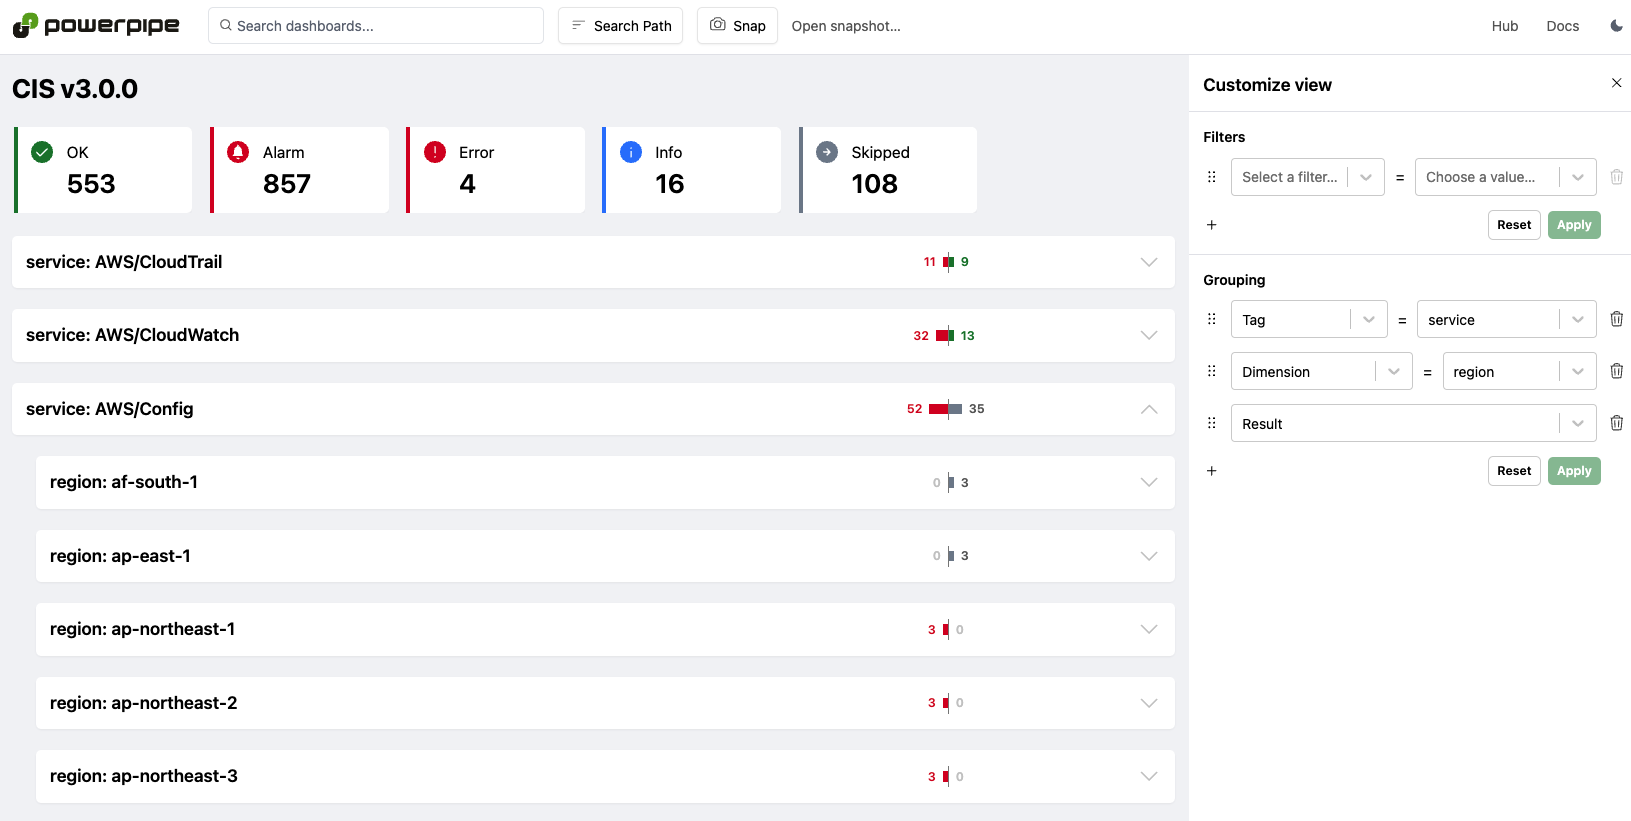 powerpipe
Search dashboards...
Search Path
Snap
Open snapshot...
Hub
Docs
CIS v3.0.0
OK
553
Alarm
857
Error
4
Info
16
Skipped
108
service: AWS/CloudTrail
11 9
service: AWS/CloudWatch
32 13
service: AWS/Config
52 35
region: af-south-1
0 3
region: ap-east-1
0 3
region: ap-northeast-1
3 0
region: ap-northeast-2
3 0
region: ap-northeast-3
3 0
Customize view
Filters
Select a filter... = Choose a value...
+ Reset Apply
Grouping
Tag = service
Dimension = region
Result
+ Reset Apply